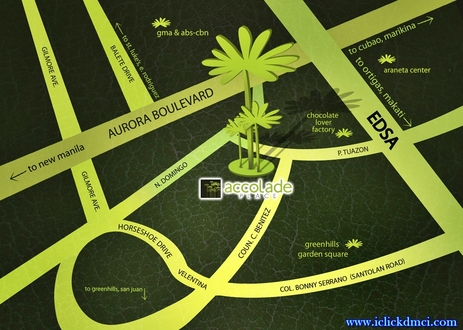 gma & abs-cbn
to st. lukes, e. rodriguez
to cubao, marikina
GILMORE AVE.
BALETE DRIVE
to ortigas, makati
araneta center
AURORA BOULEVARD
chocolate
lover
factory
EDSA
to new manila
P. TUAZON
N. DOMINGO
GILMORE AVE.
accolade
PLACE
COUN. C. BENITEZ
HORSESHOE DRIVE
greenhills
garden square
VALENTINA
COL. BONNY SERRANO (SANTOLAN ROAD)
to greenhills, san juan
www.iclickdmci.com